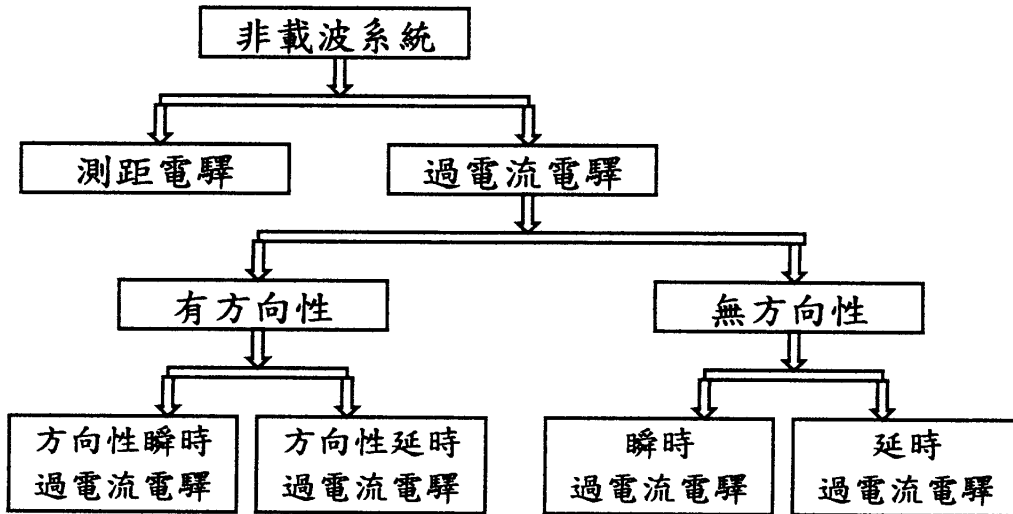 非載波系統
測距電驛
過電流電驛
有方向性
無方向性
方向性瞬時
過電流電驛
方向性延時
過電流電驛
瞬時
過電流電驛
延時
過電流電驛